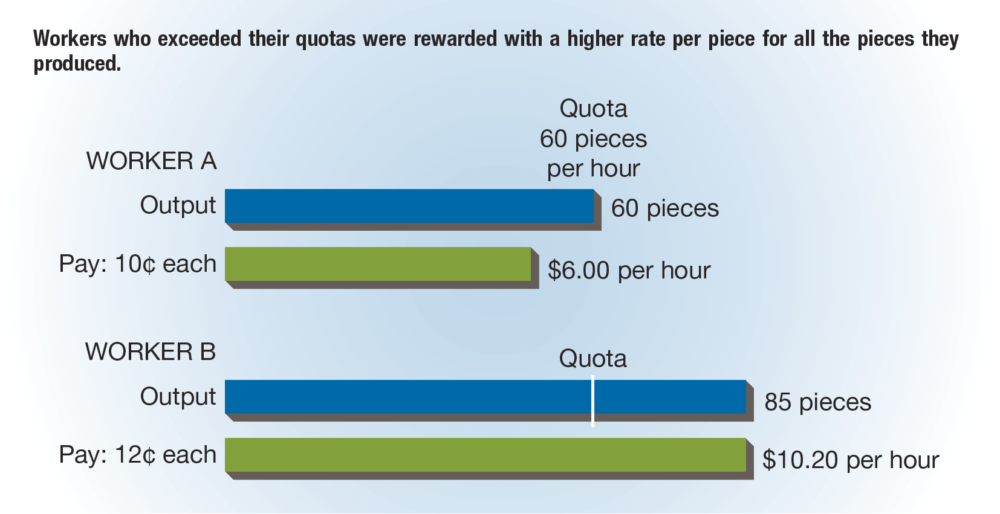 Workers who exceeded their quotas were rewarded with a higher rate per piece for all the pieces they
produced.
Quota
60 pieces
per hour
WORKER A
Output
60 pieces
Pay: 10¢ each
$6.00 per hour
WORKER B
Quota
Output
85 pieces
Pay: 12¢ each
$10.20 per hour